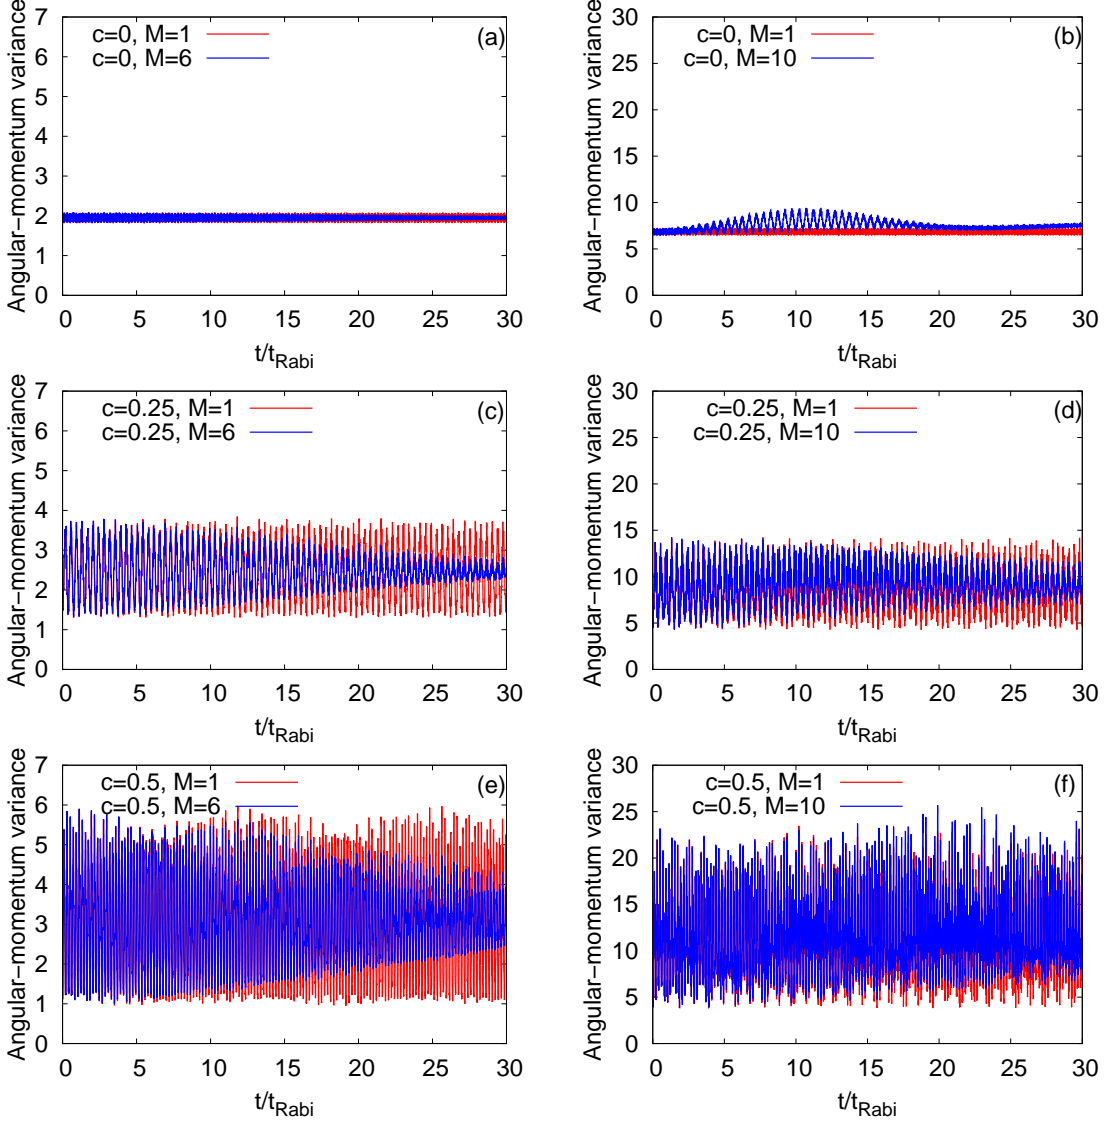 Angular−momentum variance
7
6
5
4
3
2
1
0
c=0, M=1
c=0, M=6
(a)
0 5 10 15 20 25 30
t/tRabi
Angular−momentum variance
30
25
20
15
10
5
0
c=0, M=1
c=0, M=10
(b)
0 5 10 15 20 25 30
t/tRabi
Angular−momentum variance
7
6
5
4
3
2
1
0
c=0.25, M=1
c=0.25, M=6
(c)
0 5 10 15 20 25 30
t/tRabi
Angular−momentum variance
30
25
20
15
10
5
0
c=0.25, M=1
c=0.25, M=10
(d)
0 5 10 15 20 25 30
t/tRabi
Angular−momentum variance
7
6
5
4
3
2
1
0
c=0.5, M=1
c=0.5, M=6
(e)
0 5 10 15 20 25 30
t/tRabi
Angular−momentum variance
30
25
20
15
10
5
0
c=0.5, M=1
c=0.5, M=10
(f)
0 5 10 15 20 25 30
t/tRabi